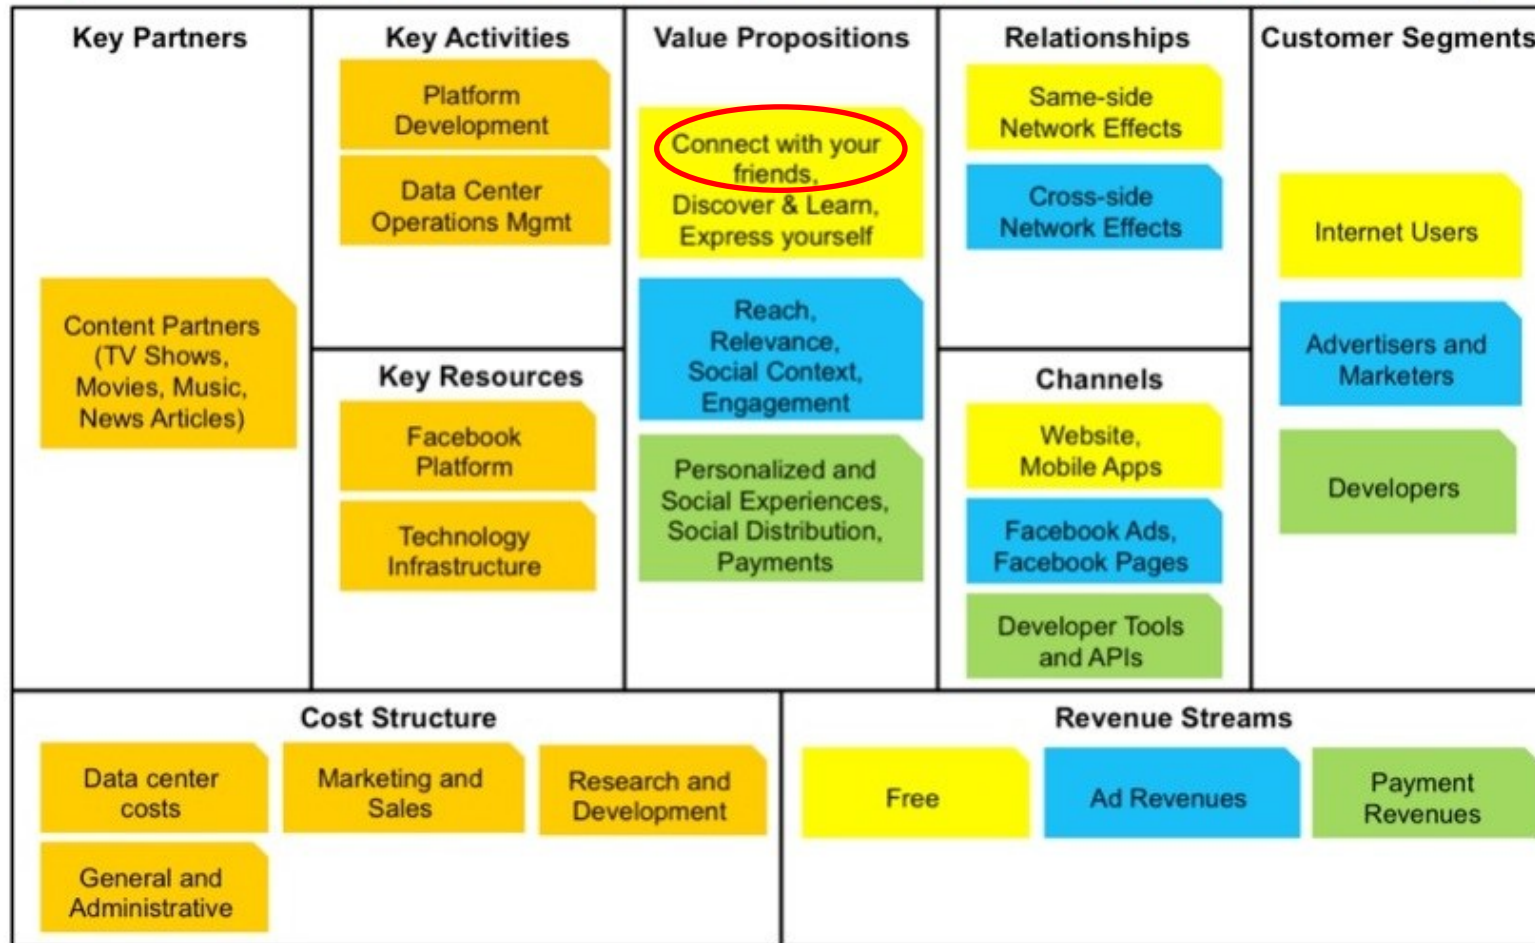 Key Partners
Content Partners
(TV Shows,
Movies, Music,
News Articles)
Key Activities
Platform
Development
Data Center
Operations Mgmt
Key Resources
Facebook
Platform
Technology
Infrastructure
Value Propositions
Connect with your
friends,
Discover & Learn,
Express yourself
Reach,
Relevance,
Social Context,
Engagement
Personalized and
Social Experiences,
Social Distribution,
Payments
Relationships
Same-side
Network Effects
Cross-side
Network Effects
Channels
Website,
Mobile Apps
Facebook Ads,
Facebook Pages
Developer Tools
and APIs
Customer Segments
Internet Users
Advertisers and
Marketers
Developers
Cost Structure
Data center
costs
Marketing and
Sales
Research and
Development
General and
Administrative
Revenue Streams
Free
Ad Revenues
Payment
Revenues